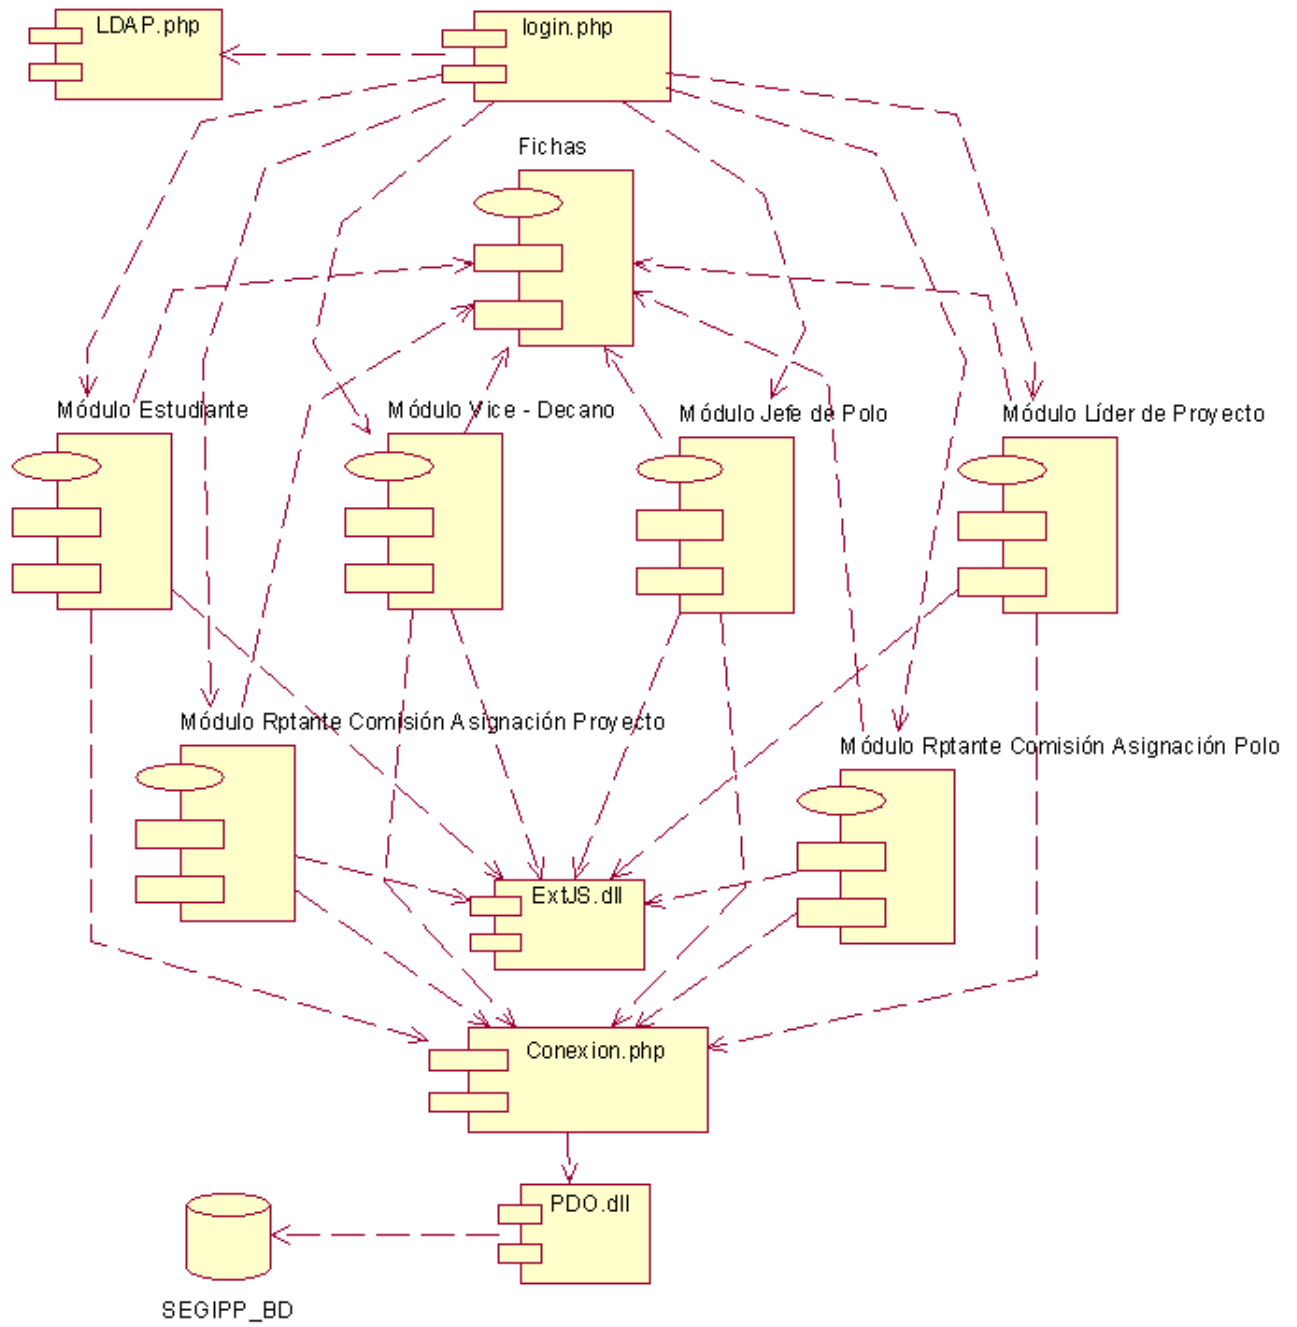 LDAP.php
login.php
Fichas
Módulo Estudiante
Módulo Vice - Decano
Módulo Jefe de Polo
Módulo Líder de Proyecto
Módulo Rptante Comisión Asignación Proyecto
Módulo Rptante Comisión Asignación Polo
ExtJS.dll
Conexion.php
PDO.dll
SEGIPP_BD